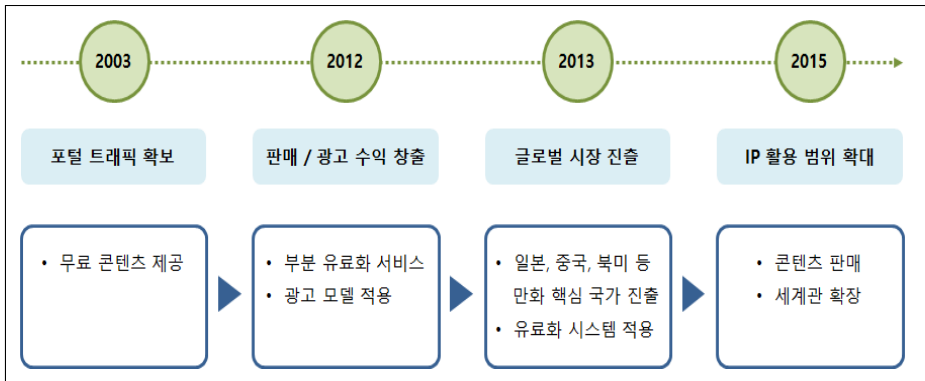 2003
2012
2013
2015
포털 트래픽 확보
판매 / 광고 수익 창출
글로벌 시장 진출
IP 활용 범위 확대
• 무료 콘텐츠 제공
• 부분 유료화 서비스
• 광고 모델 적용
• 일본, 중국, 북미 등
만화 핵심 국가 진출
• 유료화 시스템 적용
• 콘텐츠 판매
• 세계관 확장